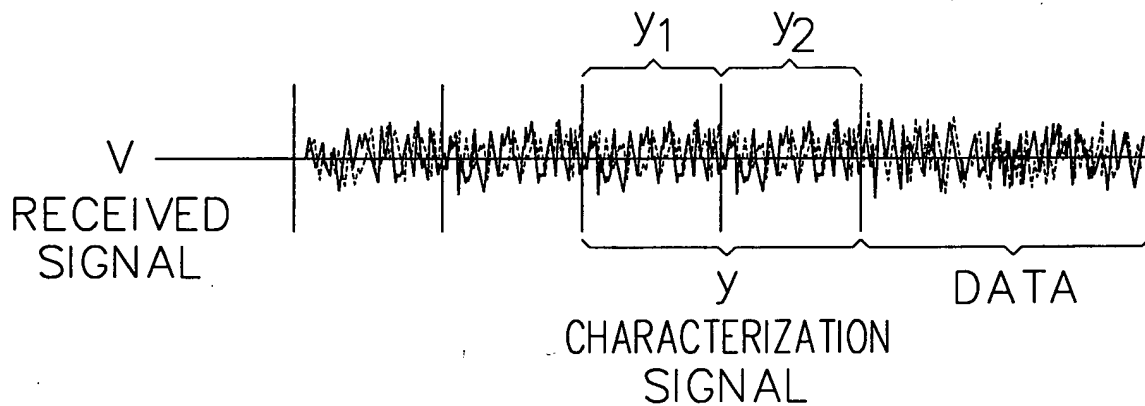 y1 y2
V
RECEIVED
SIGNAL
y
DATA
CHARACTERIZATION
SIGNAL